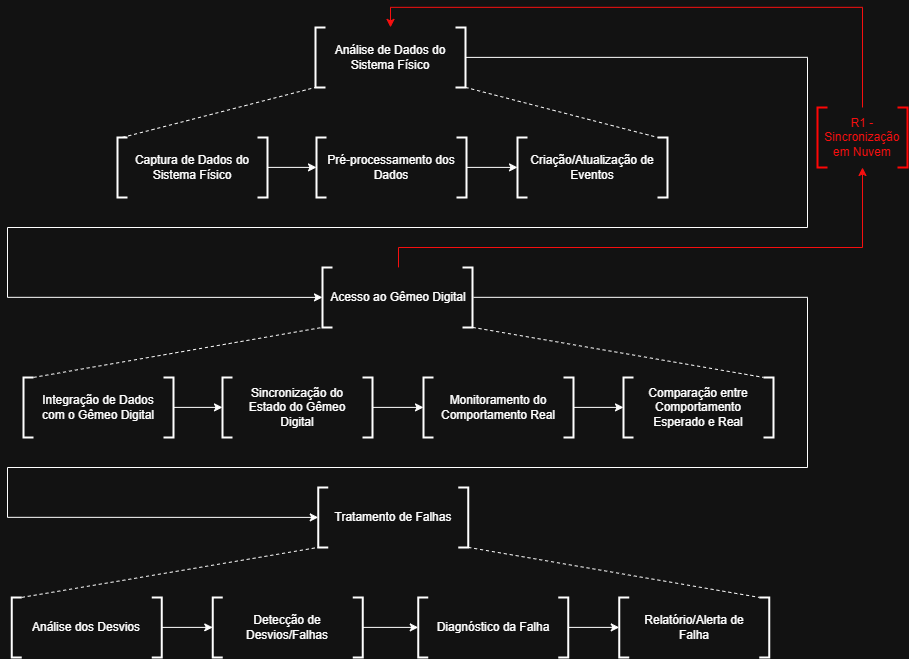 Análise de Dados do
Sistema Físico
R1 -
Sincronização
em Nuvem
Captura de Dados do
Sistema Físico
Pré-processamento dos
Dados
Criação/Atualização de
Eventos
Acesso ao Gêmeo Digital
Integração de Dados
com o Gêmeo Digital
Sincronização do
Estado do Gêmeo
Digital
Monitoramento do
Comportamento Real
Comparação entre
Comportamento
Esperado e Real
Tratamento de Falhas
Análise dos Desvios
Detecção de
Desvios/Falhas
Diagnóstico da Falha
Relatório/Alerta de
Falha